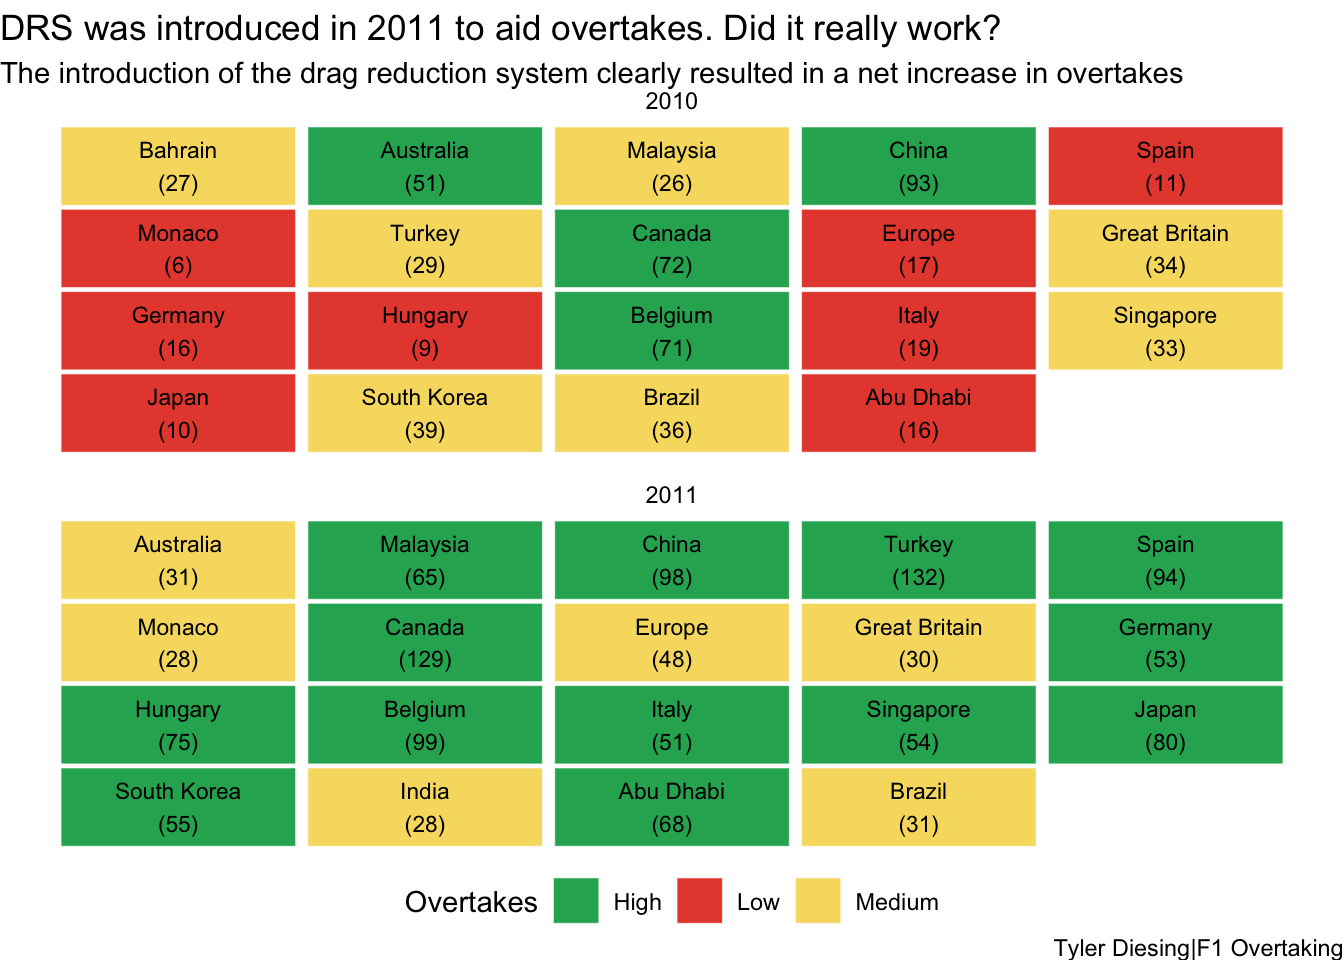 DRS was introduced in 2011 to aid overtakes. Did it really work?
The introduction of the drag reduction system clearly resulted in a net increase in overtakes
2010
Bahrain
(27)
Australia
(51)
Malaysia
(26)
China
(93)
Spain
(11)
Monaco
(6)
Turkey
(29)
Canada
(72)
Europe
(17)
Great Britain
(34)
Germany
(16)
Hungary
(9)
Belgium
(71)
Italy
(19)
Singapore
(33)
Japan
(10)
South Korea
(39)
Brazil
(36)
Abu Dhabi
(16)
2011
Australia
(31)
Malaysia
(65)
China
(98)
Turkey
(132)
Spain
(94)
Monaco
(28)
Canada
(129)
Europe
(48)
Great Britain
(30)
Germany
(53)
Hungary
(75)
Belgium
(99)
Italy
(51)
Singapore
(54)
Japan
(80)
South Korea
(55)
India
(28)
Abu Dhabi
(68)
Brazil
(31)
Overtakes High Low Medium
Tyler Diesing|F1 Overtaking